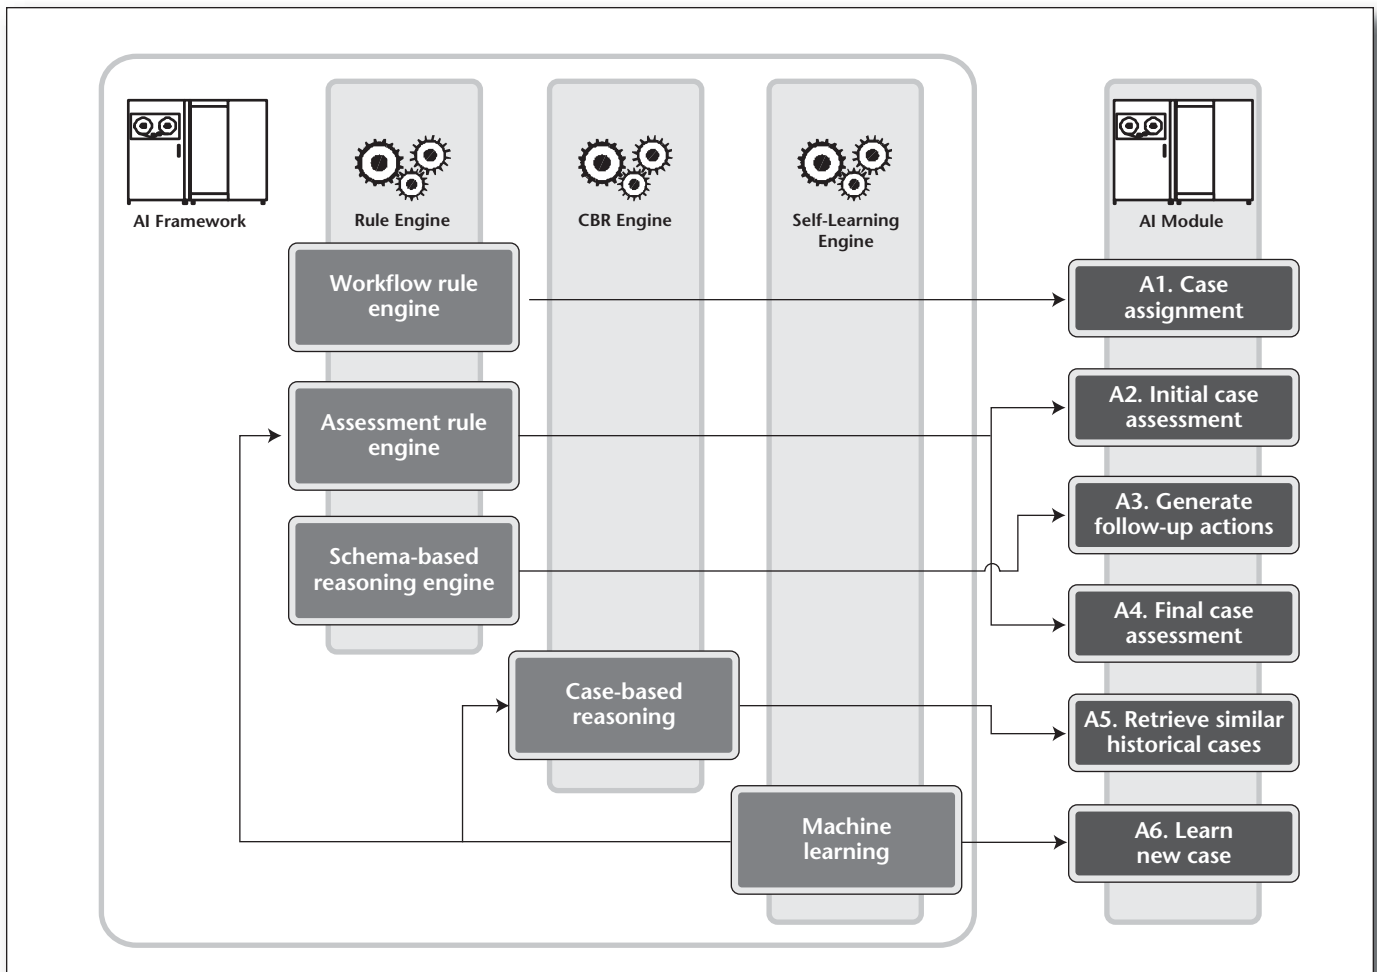 AI Framework
Rule Engine
CBR Engine
Self-Learning
Engine
AI Module
Workflow rule
engine
A1. Case
assignment
Assessment rule
engine
A2. Initial case
assessment
Schema-based
reasoning engine
A3. Generate
follow-up actions
A4. Final case
assessment
Case-based
reasoning
A5. Retrieve similar
historical cases
Machine
learning
A6. Learn
new case